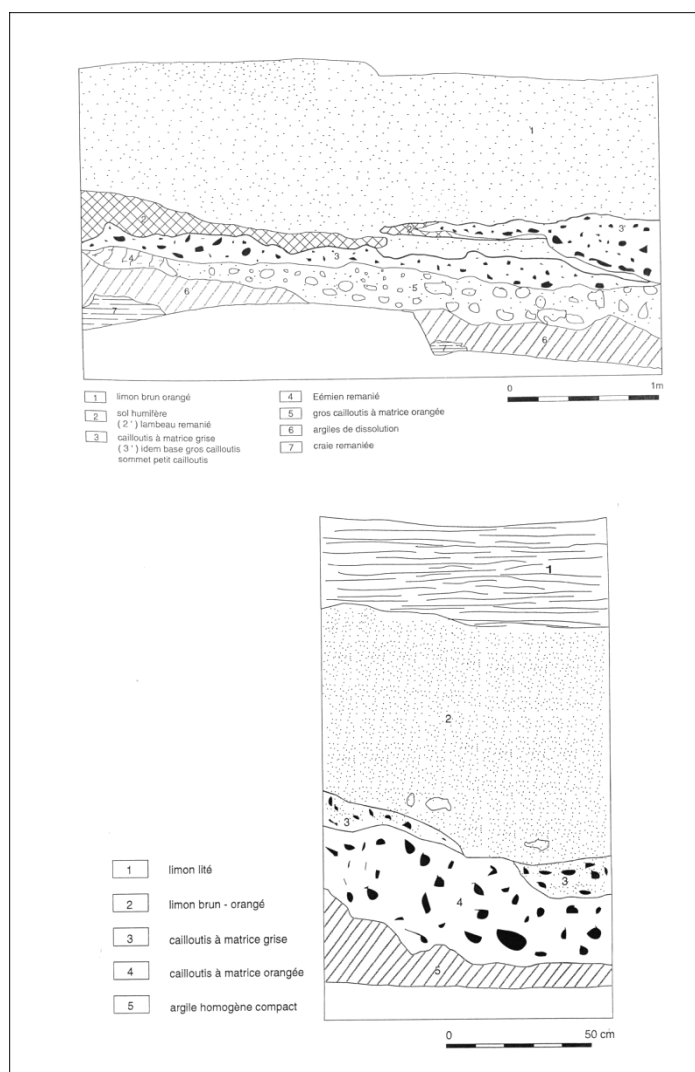 1
2
2'
3'
3
4
5
6
7
6
7
1 limon brun orangé
2 sol humifère
( 2 ' ) lambeau remanié
3 cailloutis à matrice grise
( 3 ' ) idem base gros cailloutis
sommet petit cailloutis
4 Eémien remanié
5 gros cailloutis à matrice orangée
6 argiles de dissolution
7 craie remaniée
0 1m
1
2
3
3
4
5
1 limon lité
2 limon brun - orangé
3 cailloutis à matrice grise
4 cailloutis à matrice orangée
5 argile homogène compact
0 50 cm